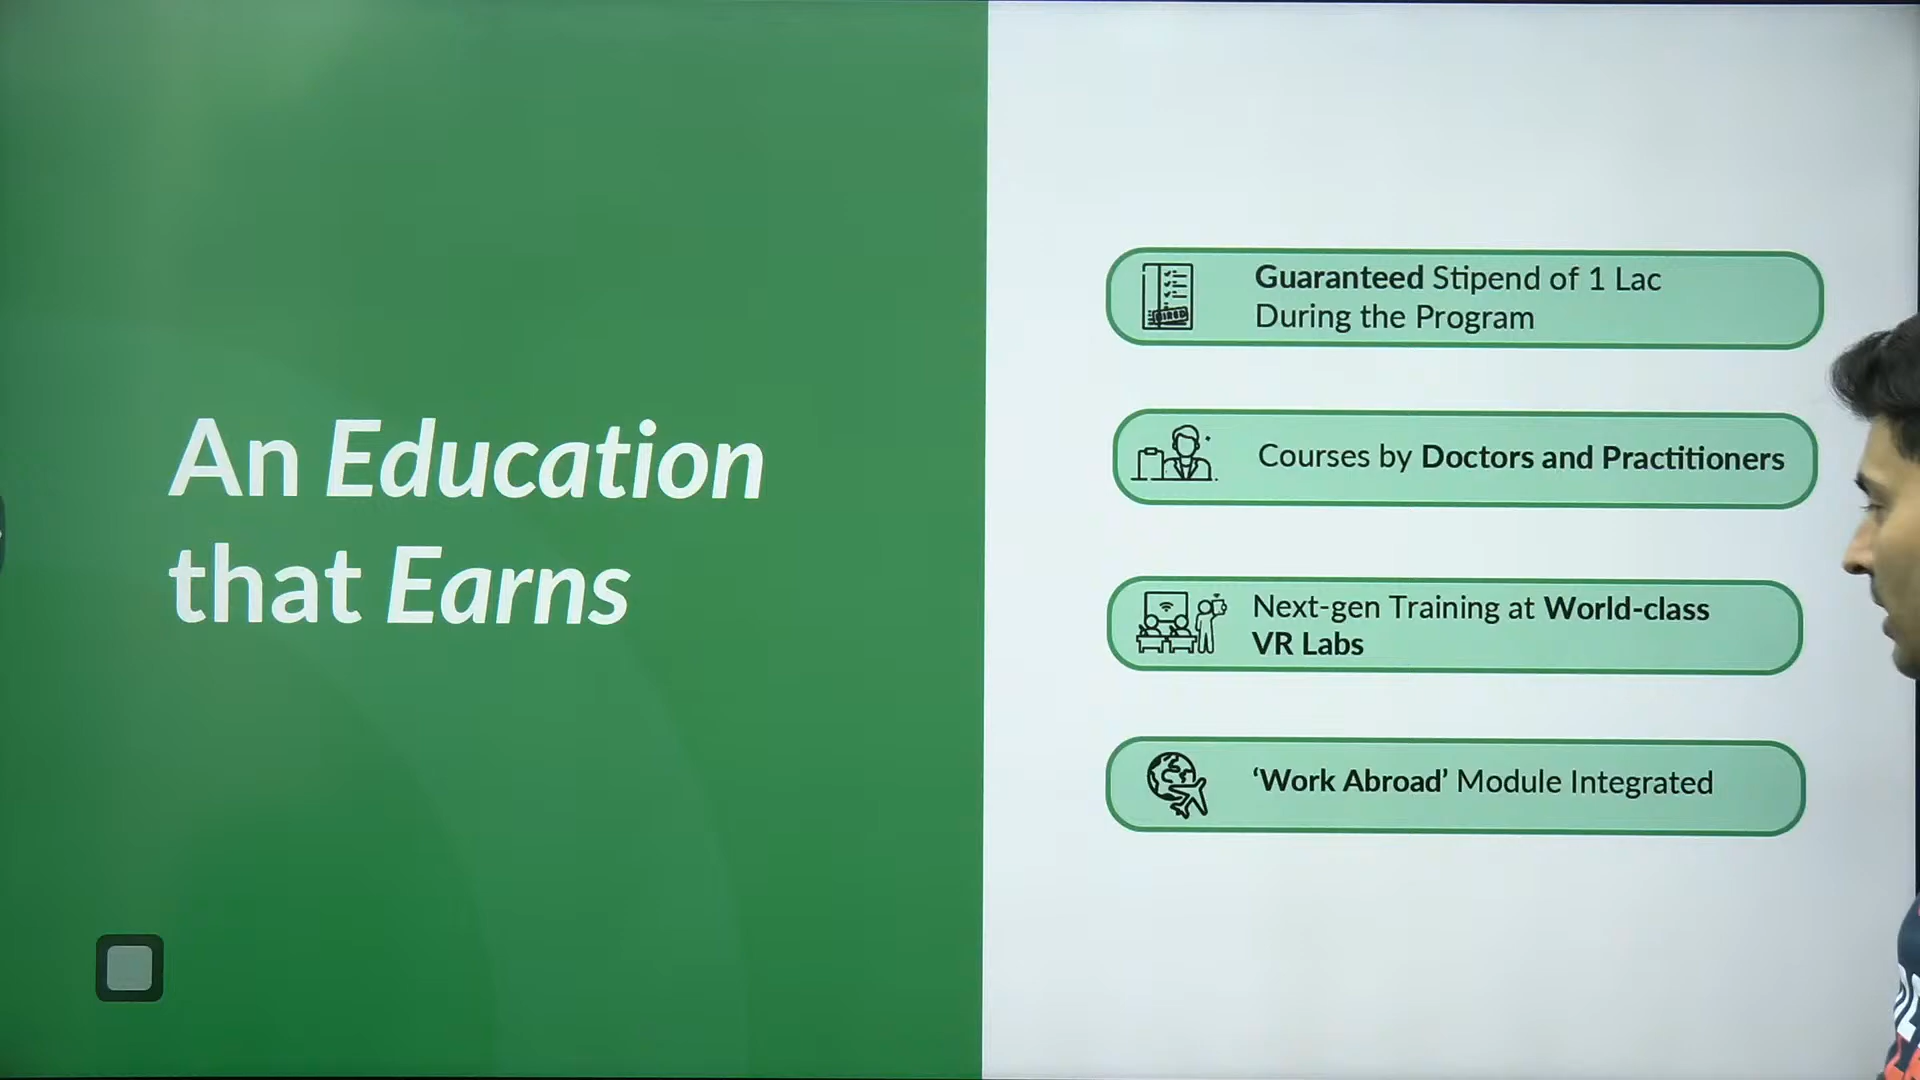 An Education
that Earns
Guaranteed Stipend of 1 Lac
During the Program
Courses by Doctors and Practitioners
Next-gen Training at World-class
VR Labs
‘Work Abroad’ Module Integrated